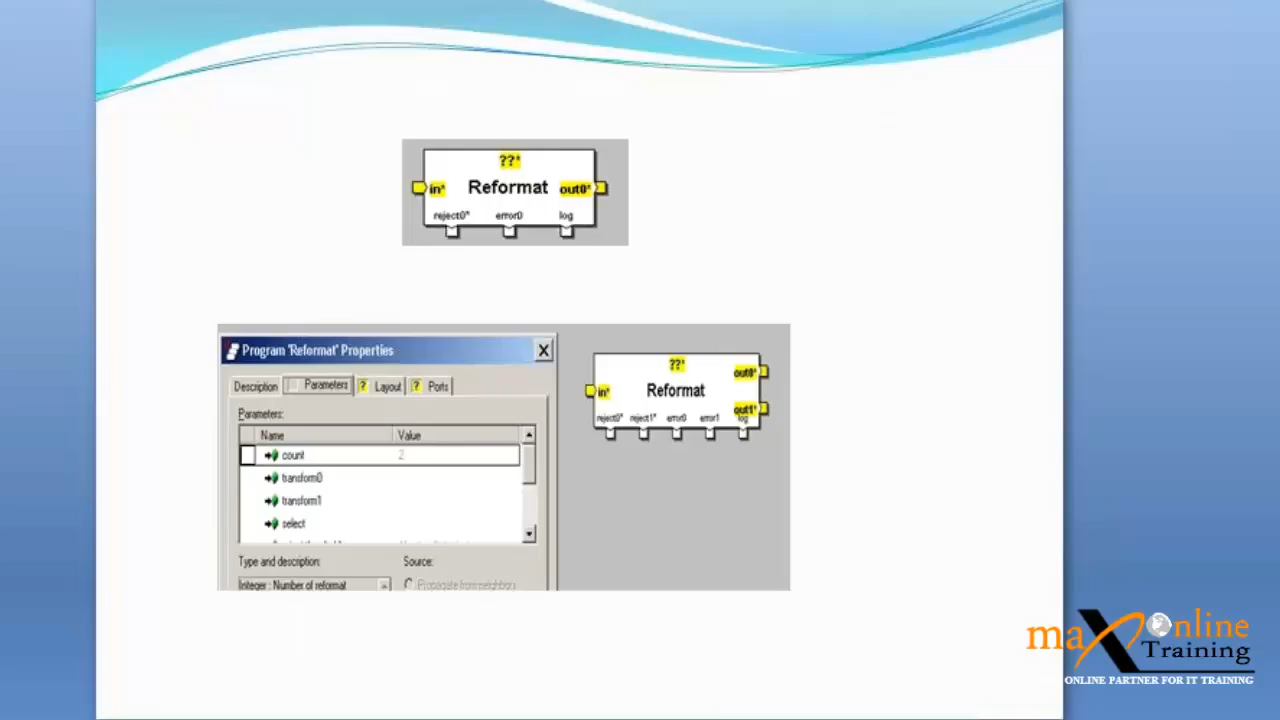 ??*
in*
Reformat
out0*
reject0*
error0
log
Program 'Reformat' Properties
Description
Parameters
? Layout
? Ports
Parameters:
Name
Value
count
2
transform0
transform1
select
Type and description:
Source:
Integer : Number of reformat
Propagate from neighbors
??*
out0*
in*
Reformat
out1*
reject0*
reject1*
error0
error1
log
maX Online
Training
ONLINE PARTNER FOR IT TRAINING